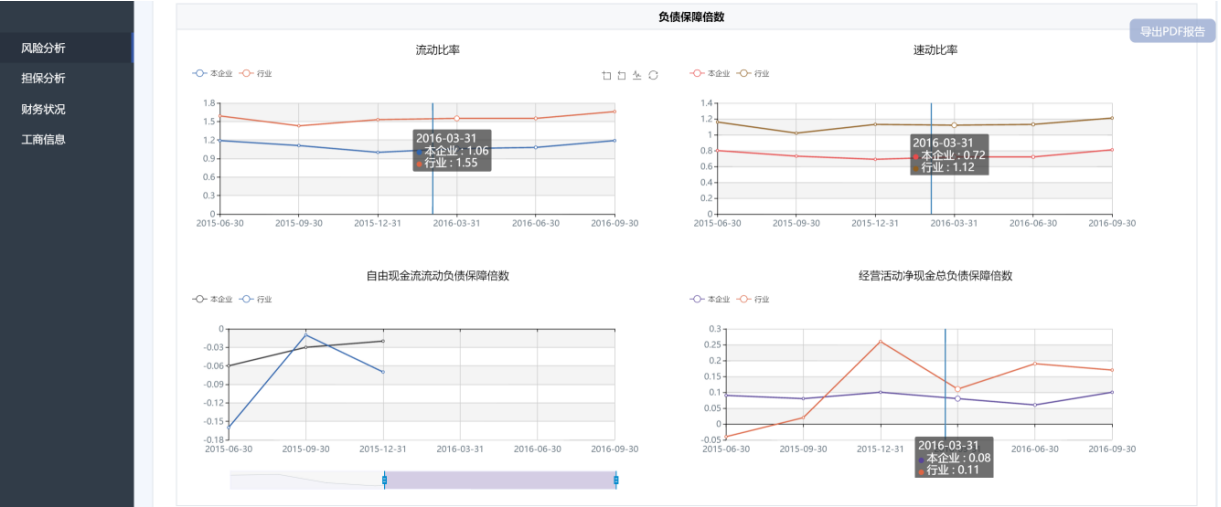 负债保障倍数
导出PDF报告
风险分析
担保分析
财务状况
工商信息
流动比率
本企业 行业
1.8
1.5
1.2
0.9
0.6
0.3
0
2016-03-31
本企业 : 1.06
行业 : 1.55
2015-06-30 2015-09-30 2015-12-31 2016-03-31 2016-06-30 2016-09-30
速动比率
本企业 行业
1.4
1.2
1
0.8
0.6
0.4
0.2
0
2016-03-31
本企业 : 0.72
行业 : 1.12
2015-06-30 2015-09-30 2015-12-31 2016-03-31 2016-06-30 2016-09-30
自由现金流流动负债保障倍数
本企业 行业
0
-0.03
-0.06
-0.09
-0.12
-0.15
-0.18
2015-06-30 2015-09-30 2015-12-31 2016-03-31 2016-06-30 2016-09-30
经营活动净现金总负债保障倍数
本企业 行业
0.3
0.25
0.2
0.15
0.1
0.05
0
-0.05
2016-03-31
本企业 : 0.08
行业 : 0.11
2015-06-30 2015-09-30 2015-12-31 2016-06-30 2016-09-30